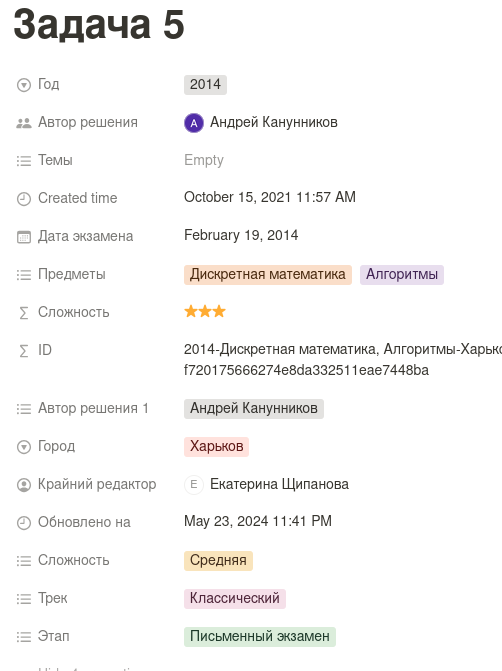 Задача 5
Год 2014
Автор решения А Андрей Канунников
Темы Empty
Created time October 15, 2021 11:57 AM
Дата экзамена February 19, 2014
Предметы Дискретная математика Алгоритмы
Сложность
ID 2014-Дискретная математика, Алгоритмы-Харько
f720175666274e8da332511eae7448ba
Автор решения 1 Андрей Канунников
Город Харьков
Крайний редактор Е Екатерина Щипанова
Обновлено на May 23, 2024 11:41 PM
Сложность Средняя
Трек Классический
Этап Письменный экзамен